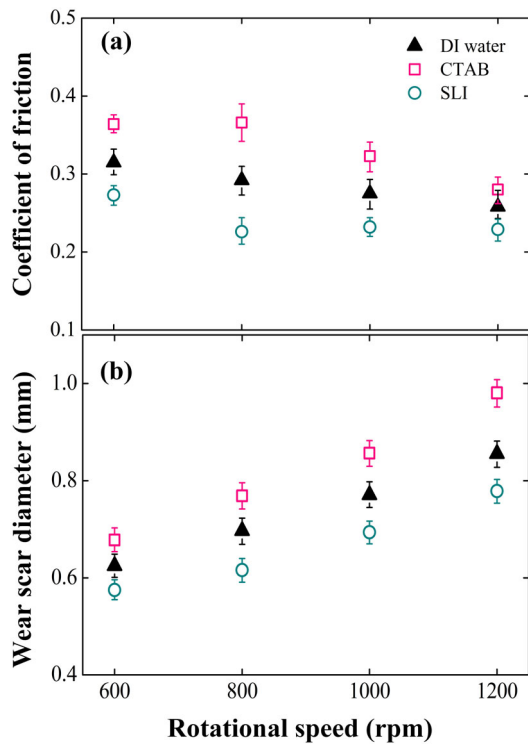 0.5
(a)
DI water
CTAB
SLI
0.4
0.3
0.2
0.1
Coefficient of friction
(b)
1.0
0.8
0.6
0.4
Wear scar diameter (mm)
600 800 1000 1200
Rotational speed (rpm)